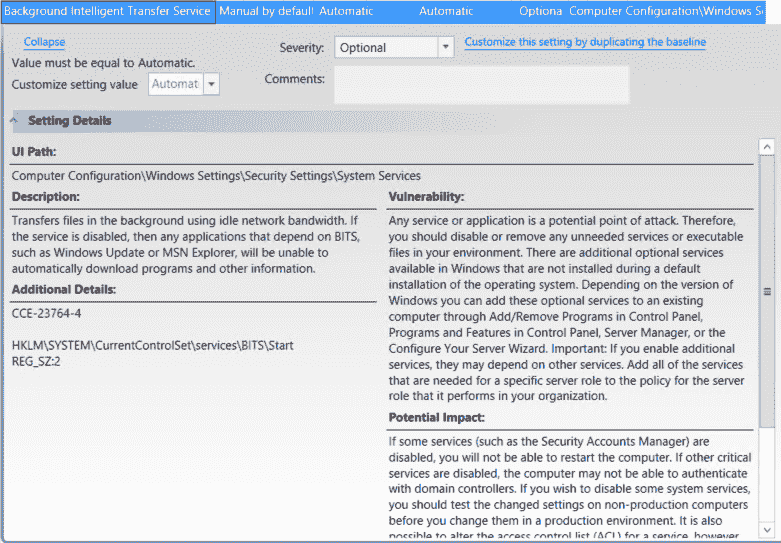 Background Intelligent Transfer Service Manual by default Automatic Automatic Optiona Computer Configuration\Windows S
Collapse
Severity: Optional
Customize this setting by duplicating the baseline
Value must be equal to Automatic.
Customize setting value Automat
Comments:
Setting Details
UI Path:
Computer Configuration\Windows Settings\Security Settings\System Services
Description:
Transfers files in the background using idle network bandwidth. If
the service is disabled, then any applications that depend on BITS,
such as Windows Update or MSN Explorer, will be unable to
automatically download programs and other information.
Additional Details:
CCE-23764-4
HKLM\SYSTEM\CurrentControlSet\services\BITS\Start
REG_SZ:2
Vulnerability:
Any service or application is a potential point of attack. Therefore,
you should disable or remove any unneeded services or executable
files in your environment. There are additional optional services
available in Windows that are not installed during a default
installation of the operating system. Depending on the version of
Windows you can add these optional services to an existing
computer through Add/Remove Programs in Control Panel,
Programs and Features in Control Panel, Server Manager, or the
Configure Your Server Wizard. Important: If you enable additional
services, they may depend on other services. Add all of the services
that are needed for a specific server role to the policy for the server
role that it performs in your organization.
Potential Impact:
If some services (such as the Security Accounts Manager) are
disabled, you will not be able to restart the computer. If other critical
services are disabled, the computer may not be able to authenticate
with domain controllers. If you wish to disable some system services,
you should test the changed settings on non-production computers
before you change them in a production environment. It is also
possible to alter the access control list (ACL) for a service, however